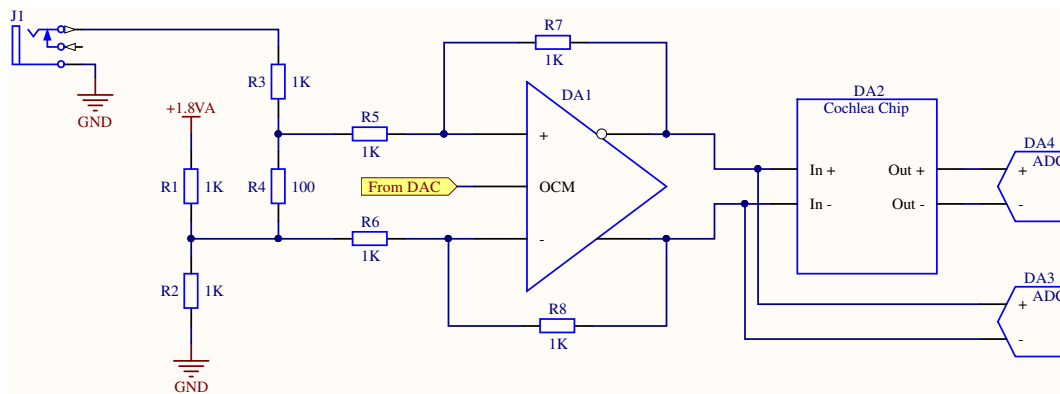 J1
GND
+1.8VA
R1
1K
R2
1K
GND
R3
1K
R4
100
R5
1K
From DAC
R6
1K
R7
1K
DA1
+
OCM
-
R8
1K
DA2
Cochlea Chip
In +
In -
Out +
Out -
DA4
ADC
+
-
DA3
ADC
+
-